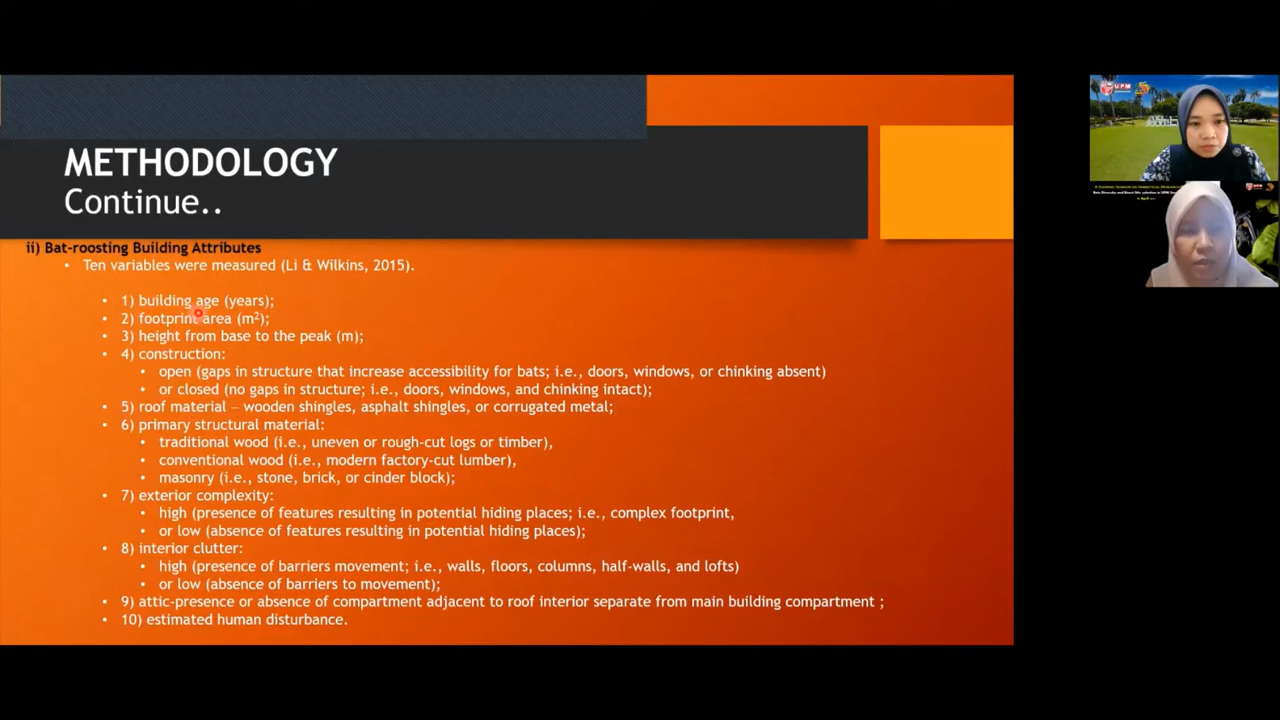 METHODOLOGY
Continue..
ii) Bat-roosting Building Attributes
• Ten variables were measured (Li & Wilkins, 2015).
• 1) building age (years);
• 2) footprint area (m²);
• 3) height from base to the peak (m);
• 4) construction:
• open (gaps in structure that increase accessibility for bats; i.e., doors, windows, or chinking absent)
• or closed (no gaps in structure; i.e., doors, windows, and chinking intact);
• 5) roof material – wooden shingles, asphalt shingles, or corrugated metal;
• 6) primary structural material:
• traditional wood (i.e., uneven or rough-cut logs or timber),
• conventional wood (i.e., modern factory-cut lumber),
• masonry (i.e., stone, brick, or cinder block);
• 7) exterior complexity:
• high (presence of features resulting in potential hiding places; i.e., complex footprint,
• or low (absence of features resulting in potential hiding places);
• 8) interior clutter:
• high (presence of barriers movement; i.e., walls, floors, columns, half-walls, and lofts)
• or low (absence of barriers to movement);
• 9) attic-presence or absence of compartment adjacent to roof interior separate from main building compartment ;
• 10) estimated human disturbance.
UPM